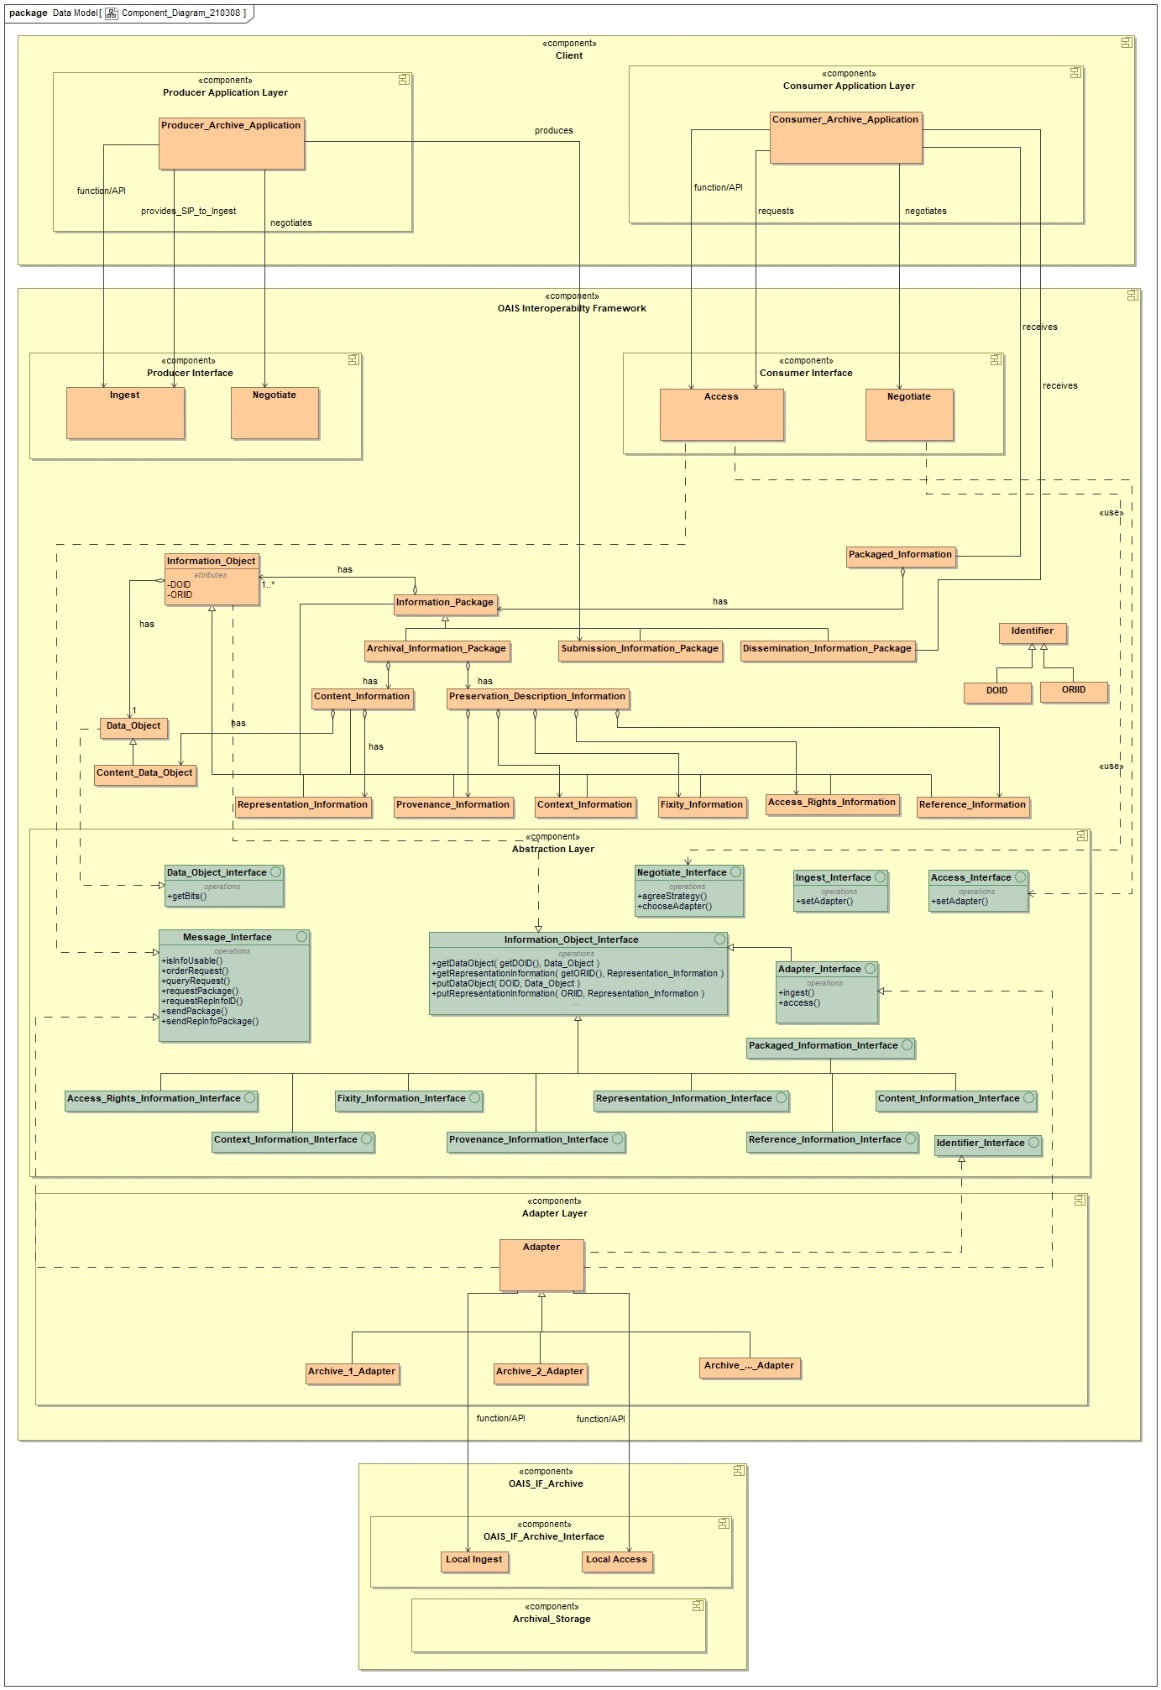 package Data Model[ Component_Diagram_210308 ]
«component»
Client
«component»
Producer Application Layer
Producer_Archive_Application
function/API
provides_SIP_to_Ingest
negotiates
produces
«component»
Consumer Application Layer
Consumer_Archive_Application
function/API
requests
negotiates
«component»
OAIS Interoperabilty Framework
receives
receives
«component»
Producer Interface
Ingest
Negotiate
«component»
Consumer Interface
Access
Negotiate
«use»
Information_Object
attributes
-DOID
-ORIID
has
1..*
Packaged_Information
has
Information_Package
has
Archival_Information_Package
Submission_Information_Package
Dissemination_Information_Package
Identifier
DOID
ORIID
has
has
Content_Information
Preservation_Description_Information
1
Data_Object
has
has
Content_Data_Object
«use»
Representation_Information
Provenance_Information
Context_Information
Fixity_Information
Access_Rights_Information
Reference_Information
«component»
Abstraction Layer
Data_Object_interface
operations
+getBits()
Negotiate_Interface
operations
+agreeStrategy()
+chooseAdapter()
Ingest_Interface
operations
+setAdapter()
Access_Interface
operations
+setAdapter()
Message_Interface
operations
+isInfoUsable()
+orderRequest()
+queryRequest()
+requestPackage()
+requestRepInfoID()
+sendPackage()
+sendRepInfoPackage()
Information_Object_Interface
operations
+getDataObject( getDOID(), Data_Object )
+getRepresentationInformation( getORIID(), Representation_Information )
+putDataObject( DOID, Data_Object )
+putRepresentationInformation( ORIID, Representation_Information )
...
Adapter_Interface
operations
+ingest()
+access()
Packaged_Information_Interface
Access_Rights_Information_Interface
Fixity_Information_Interface
Representation_Information_Interface
Content_Information_Interface
Context_Information_IInterface
Provenance_Information_Interface
Reference_Information_Interface
Identifier_Interface
«component»
Adapter Layer
Adapter
Archive_1_Adapter
Archive_2_Adapter
Archive_..._Adapter
function/API
function/API
«component»
OAIS_IF_Archive
«component»
OAIS_IF_Archive_Interface
Local Ingest
Local Access
«component»
Archival_Storage